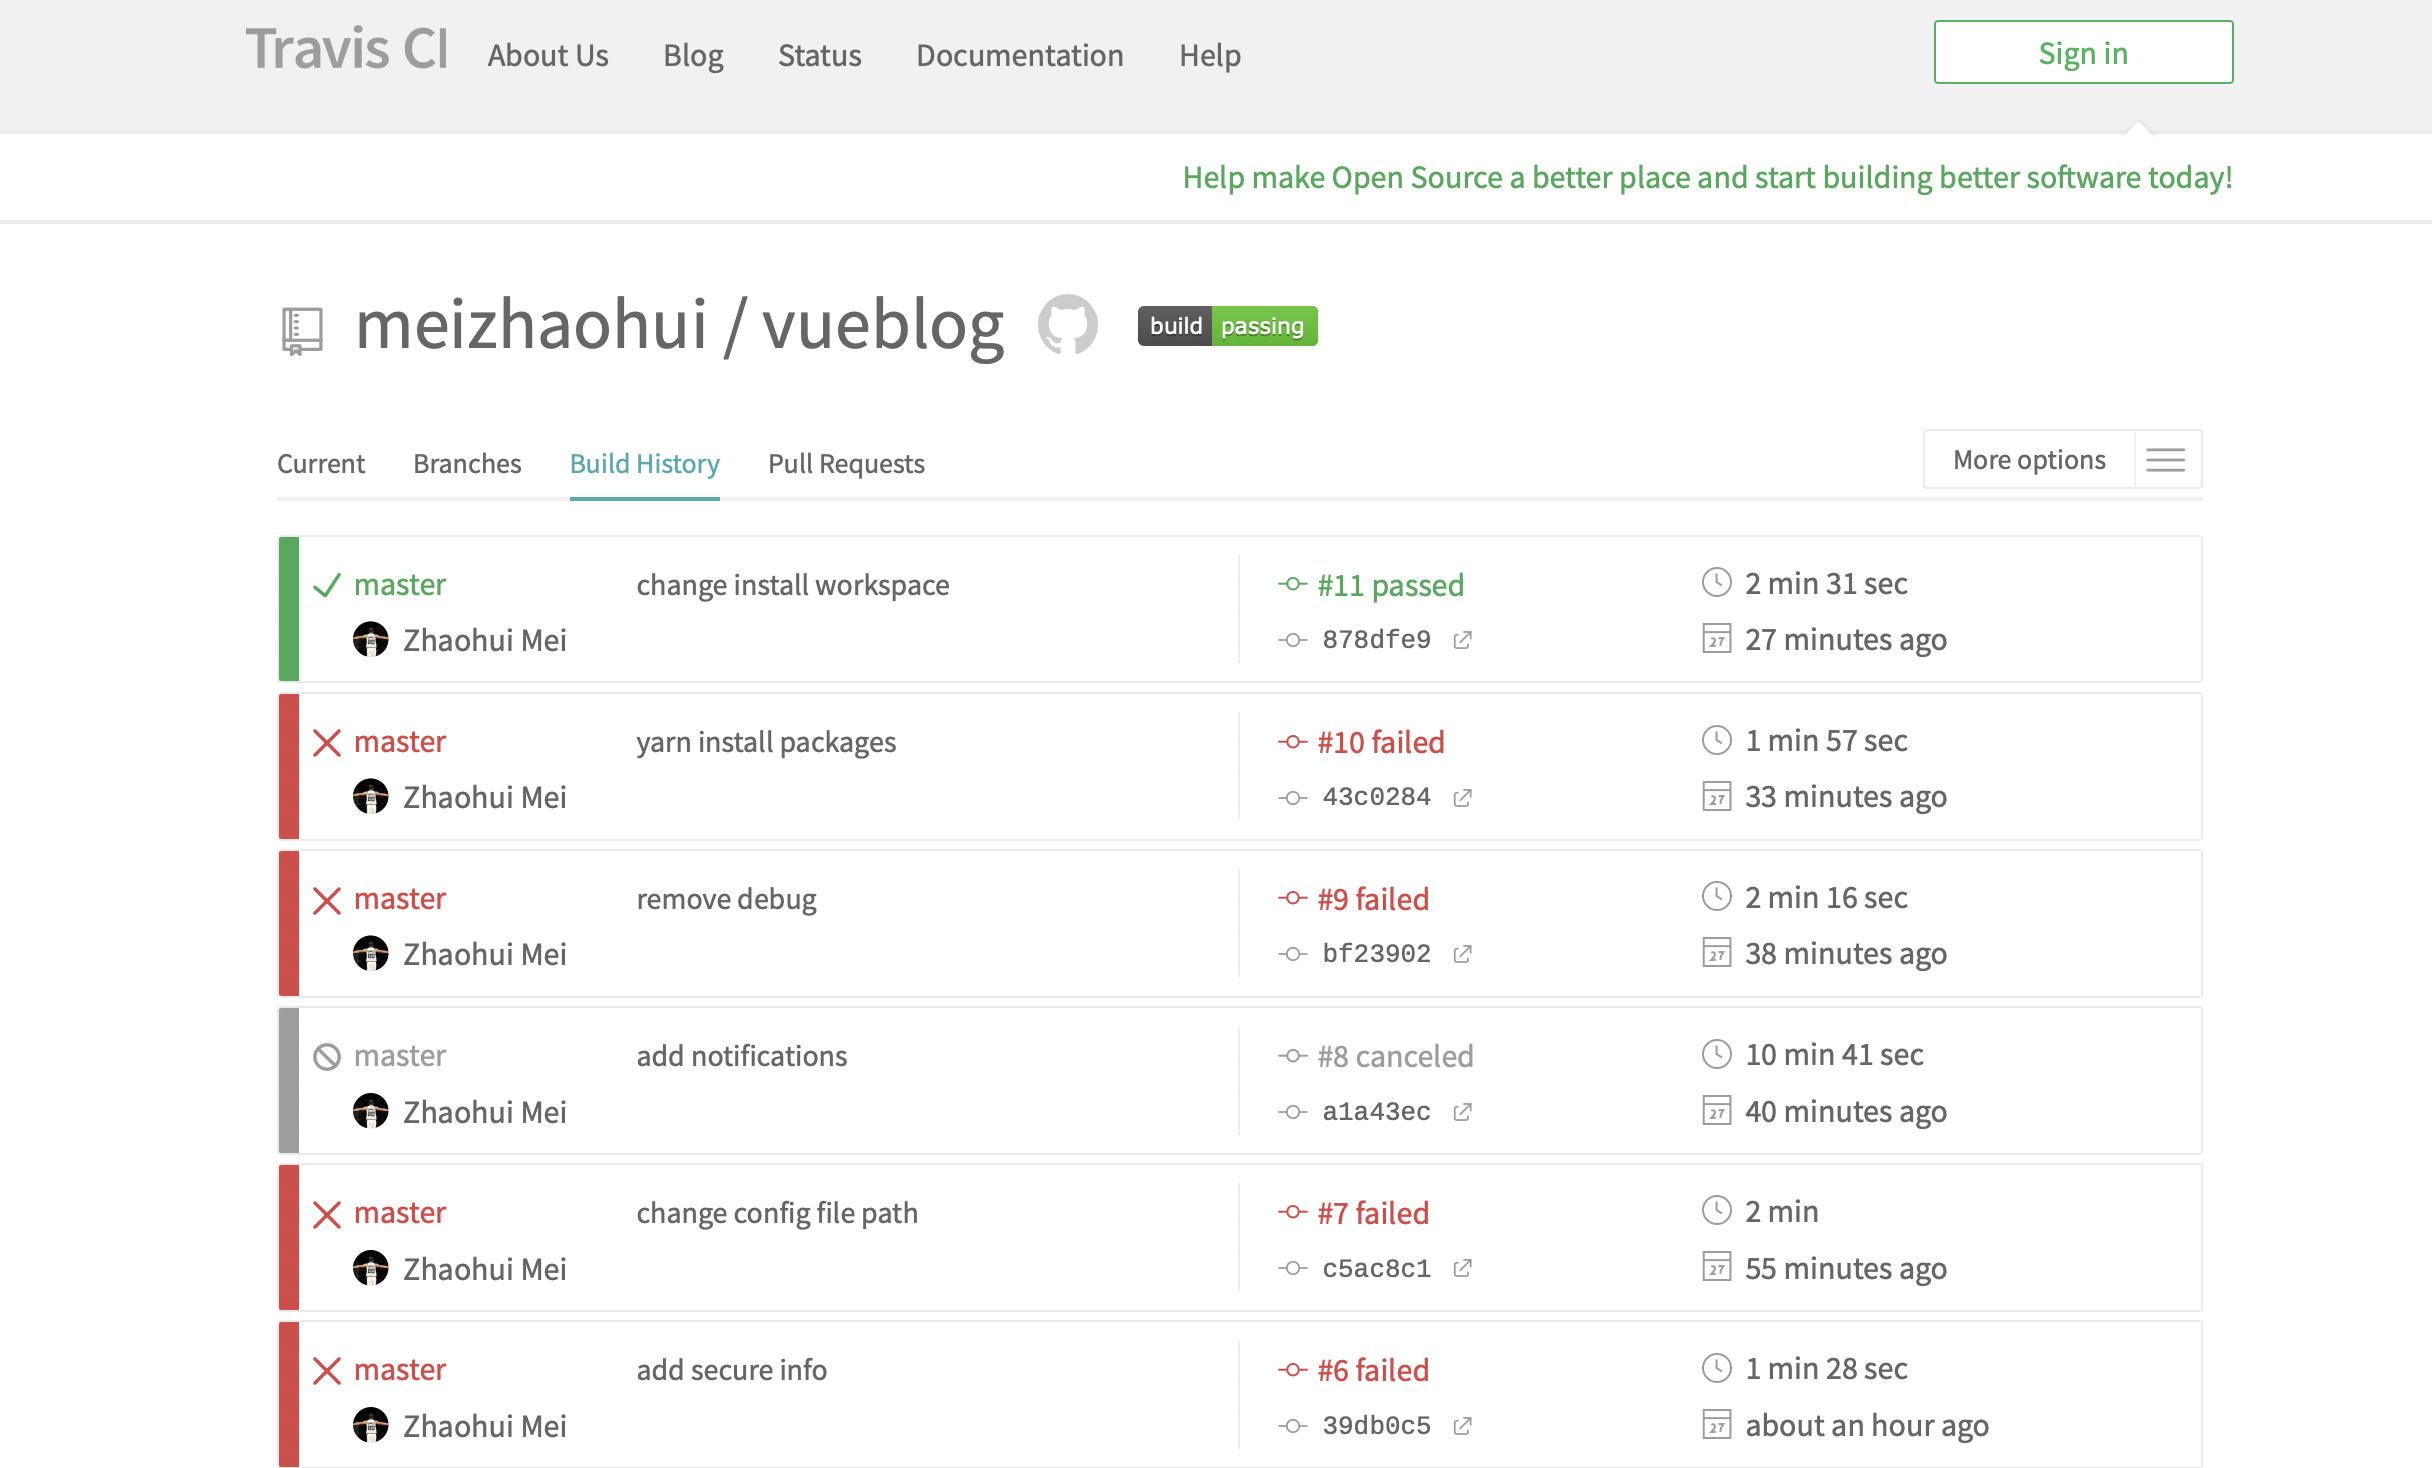 Travis CI About Us Blog Status Documentation Help Sign in
Help make Open Source a better place and start building better software today!
meizhaohui / vueblog build passing
Current Branches Build History Pull Requests More options
master change install workspace #11 passed 2 min 31 sec
Zhaohui Mei 878dfe9 27 minutes ago
master yarn install packages #10 failed 1 min 57 sec
Zhaohui Mei 43c0284 33 minutes ago
master remove debug #9 failed 2 min 16 sec
Zhaohui Mei bf23902 38 minutes ago
master add notifications #8 canceled 10 min 41 sec
Zhaohui Mei a1a43ec 40 minutes ago
master change config file path #7 failed 2 min
Zhaohui Mei c5ac8c1 55 minutes ago
master add secure info #6 failed 1 min 28 sec
Zhaohui Mei 39db0c5 about an hour ago